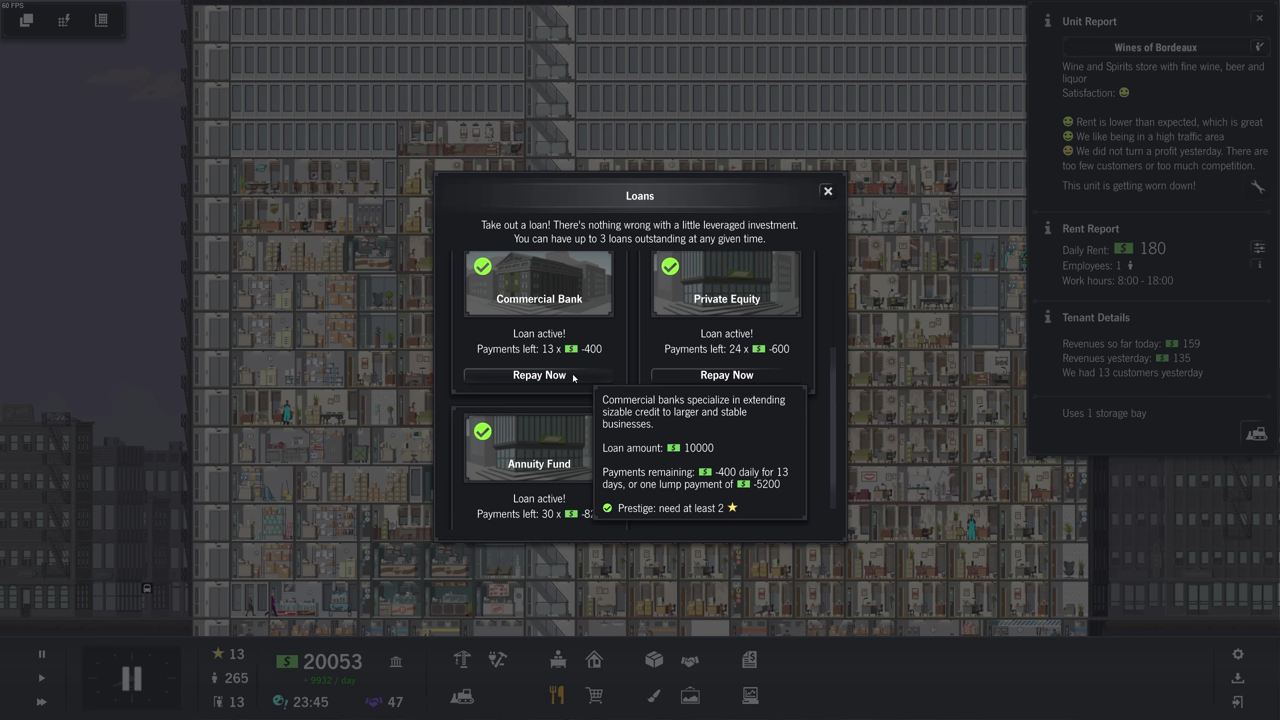 60 FPS
Unit Report
Wines of Bordeaux
Wine and Spirits store with fine wine, beer and
liquor
Satisfaction:
Rent is lower than expected, which is great
We like being in a high traffic area
We did not turn a profit yesterday. There are
too few customers or too much competition.
This unit is getting worn down!
Rent Report
Daily Rent: $ 180
Employees: 1
Work hours: 8:00 - 18:00
Tenant Details
Revenues so far today: $ 159
Revenues yesterday: $ 135
We had 13 customers yesterday
Uses 1 storage bay
Loans
Take out a loan! There's nothing wrong with a little leveraged investment.
You can have up to 3 loans outstanding at any given time.
Commercial Bank
Loan active!
Payments left: 13 x $ -400
Repay Now
Private Equity
Loan active!
Payments left: 24 x $ -600
Repay Now
Annuity Fund
Loan active!
Payments left: 30 x $
Commercial banks specialize in extending
sizable credit to larger and stable
businesses.
Loan amount: $ 10000
Payments remaining: $ -400 daily for 13
days, or one lump payment of $ -5200
Prestige: need at least 2
13
265
13
$ 20053
+ 9932 / day
23:45
47